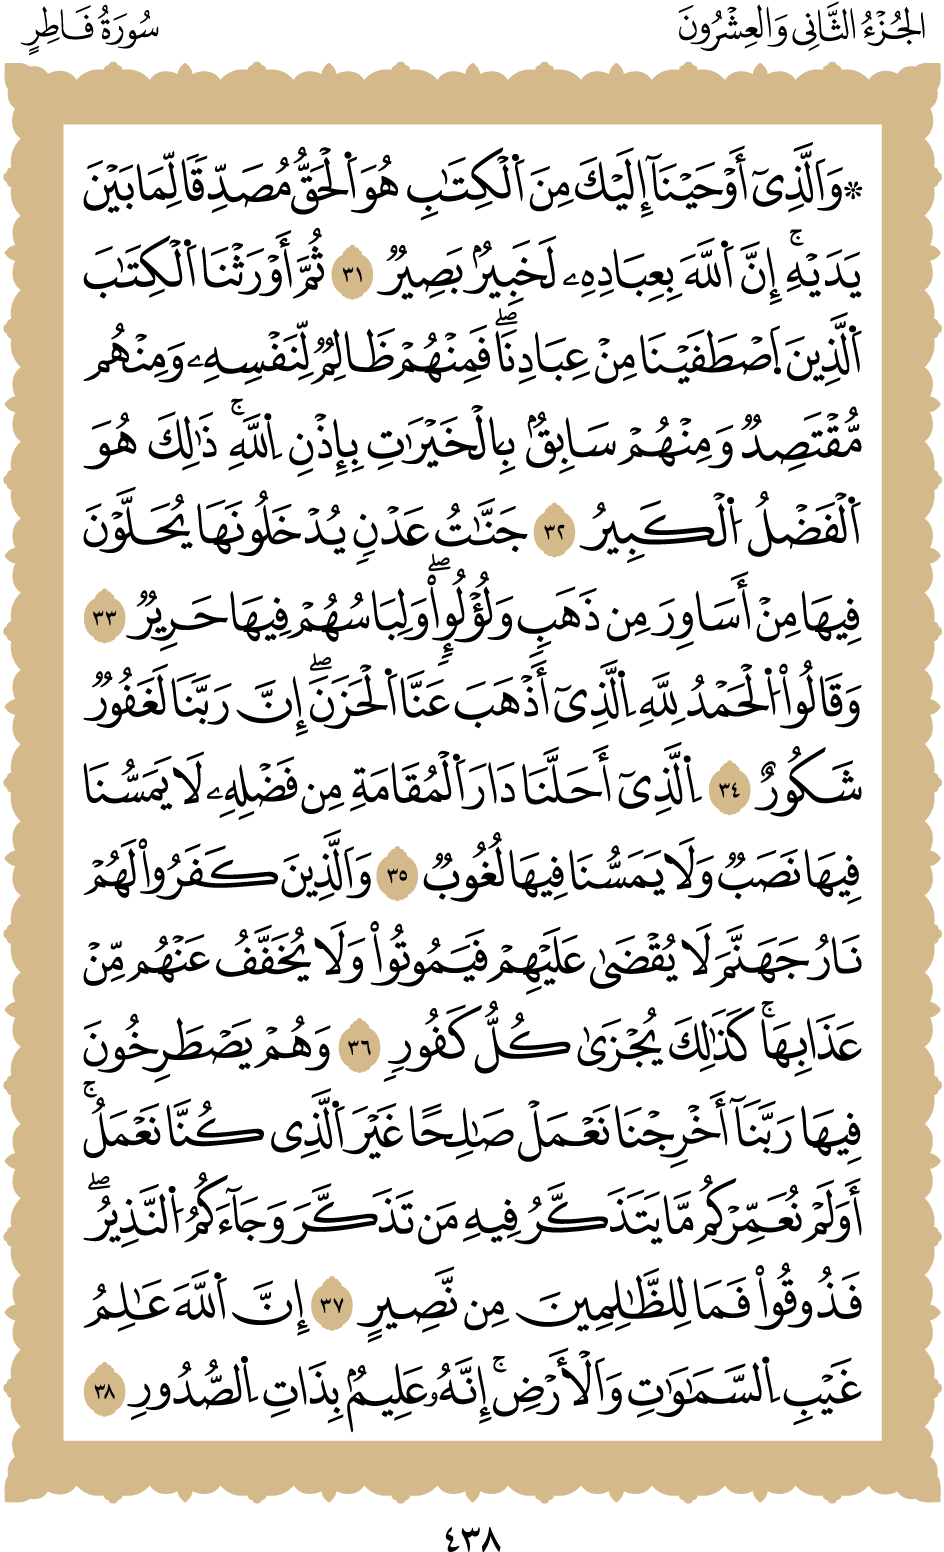 الجُزْءُ الثَّانِى وَالعِشْرُونَ
سُورَةُ فَاطِرٍ
۞وَٱلَّذِىٓ أَوۡحَيۡنَآ إِلَيۡكَ مِنَ ٱلۡكِتَٰبِ هُوَ ٱلۡحَقُّ مُصَدِّقٗا لِّمَا بَيۡنَ
يَدَيۡهِۚ إِنَّ ٱللَّهَ بِعِبَادِهِۦ لَخَبِيرُۢ بَصِيرٞ ٣١ ثُمَّ أَوۡرَثۡنَا ٱلۡكِتَٰبَ
ٱلَّذِينَ ٱصۡطَفَيۡنَا مِنۡ عِبَادِنَاۖ فَمِنۡهُمۡ ظَالِمٞ لِّنَفۡسِهِۦ وَمِنۡهُم
مُّقۡتَصِدٞ وَمِنۡهُمۡ سَابِقُۢ بِٱلۡخَيۡرَٰتِ بِإِذۡنِ ٱللَّهِۚ ذَٰلِكَ هُوَ
ٱلۡفَضۡلُ ٱلۡكَبِيرُ ٣٢ جَنَّٰتُ عَدۡنٖ يُدۡخَلُونَهَا يُحَلَّوۡنَ
فِيهَا مِنۡ أَسَاوِرَ مِن ذَهَبٖ وَلُؤۡلُوٕٖاۡۖ وَلِبَاسُهُمۡ فِيهَا حَرِيرٞ ٣٣
وَقَالُواْ ٱلۡحَمۡدُ لِلَّهِ ٱلَّذِىٓ أَذۡهَبَ عَنَّا ٱلۡحَزَنَۖ إِنَّ رَبَّنَا لَغَفُورٞ
شَكُورٌ ٣٤ ٱلَّذِىٓ أَحَلَّنَا دَارَ ٱلۡمُقَامَةِ مِن فَضۡلِهِۦ لَا يَمَسُّنَا
فِيهَا نَصَبٞ وَلَا يَمَسُّنَا فِيهَا لُغُوبٞ ٣٥ وَٱلَّذِينَ كَفَرُواْ لَهُمۡ
نَارُ جَهَنَّمَ لَا يُقۡضَىٰ عَلَيۡهِمۡ فَيَمُوتُواْ وَلَا يُخَفَّفُ عَنۡهُم مِّنۡ
عَذَابِهَاۚ كَذَٰلِكَ يُجۡزَىٰ كُلُّ كَفُورٖ ٣٦ وَهُمۡ يَصۡطَرِخُونَ
فِيهَا رَبَّنَآ أَخۡرِجۡنَا نَعۡمَلۡ صَٰلِحًا غَيۡرَ ٱلَّذِى كُنَّا نَعۡمَلُۚ
أَوَلَمۡ نُعَمِّرۡكُم مَّا يَتَذَكَّرُ فِيهِ مَن تَذَكَّرَ وَجَآءَكُمُ ٱلنَّذِيرُۖ
فَذُوقُواْ فَمَا لِلظَّٰلِمِينَ مِن نَّصِيرٍ ٣٧ إِنَّ ٱللَّهَ عَٰلِمُ
غَيۡبِ ٱلسَّمَٰوَٰتِ وَٱلۡأَرۡضِۚ إِنَّهُۥ عَلِيمُۢ بِذَاتِ ٱلصُّدُورِ ٣٨
٤٣٨